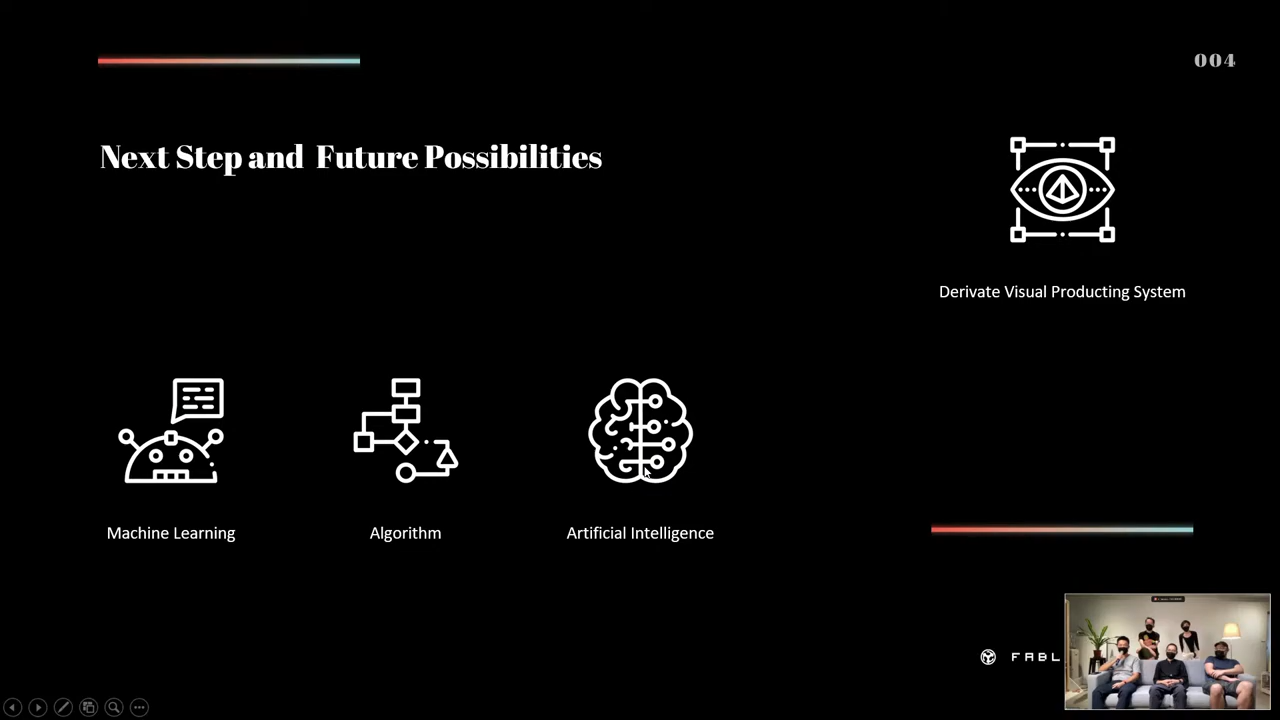 004
Next Step and Future Possibilities
Derivate Visual Producting System
Machine Learning
Algorithm
Artificial Intelligence
FABL